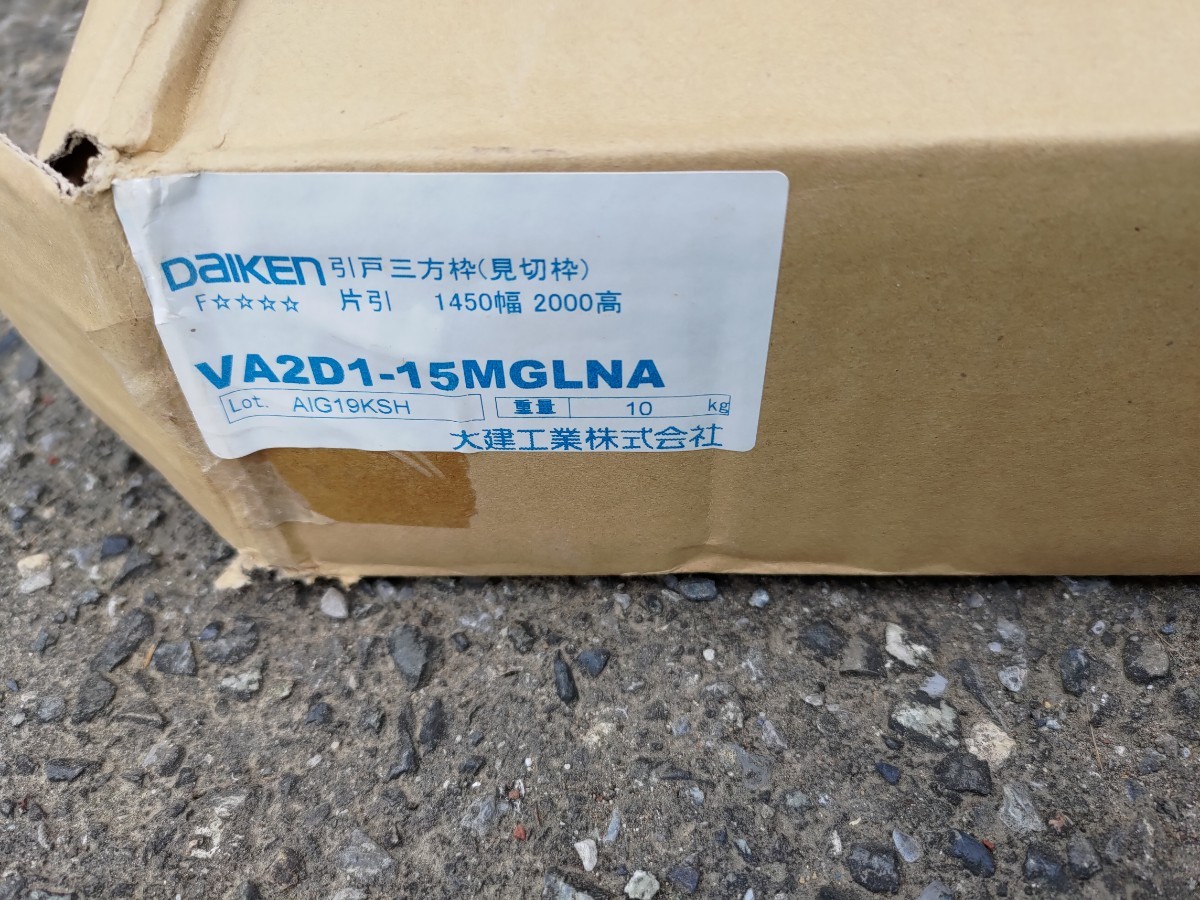 DAIKEN 引戸三方枠(見切枠)
F☆☆☆☆ 片引 1450幅 2000高
VA2D1-15MGLNA
Lot. AIG19KSH 重量 10 kg
大建工業株式会社